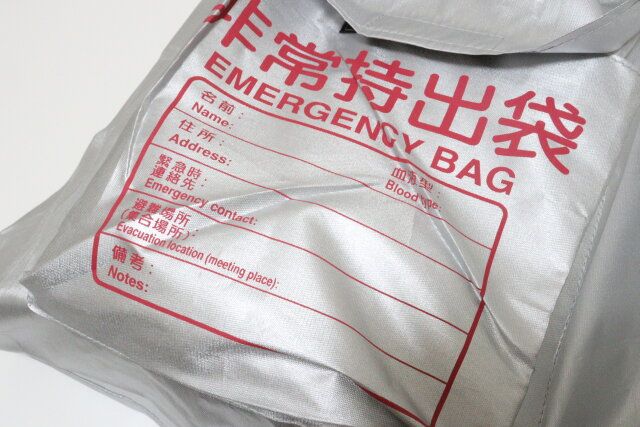 非常持出袋
EMERGENCY BAG
名前：
Name:
血液型：
Blood type:
住所：
Address:
緊急時：
連絡先
Emergency contact:
避難場所
（集合場所）：
Evacuation location (meeting place):
備考：
Notes: